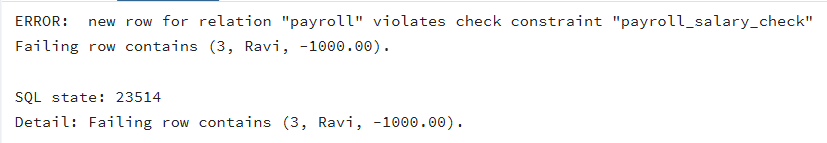 ERROR:  new row for relation "payroll" violates check constraint "payroll_salary_check"
Failing row contains (3, Ravi, -1000.00).
SQL state: 23514
Detail: Failing row contains (3, Ravi, -1000.00).